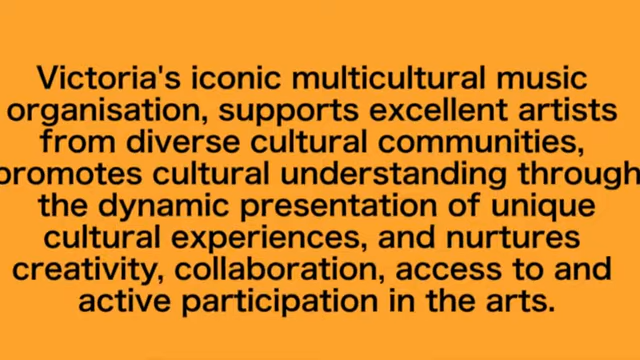 Victoria's iconic multicultural music
organisation, supports excellent artists
from diverse cultural communities,
promotes cultural understanding through
the dynamic presentation of unique
cultural experiences, and nurtures
creativity, collaboration, access to and
active participation in the arts.